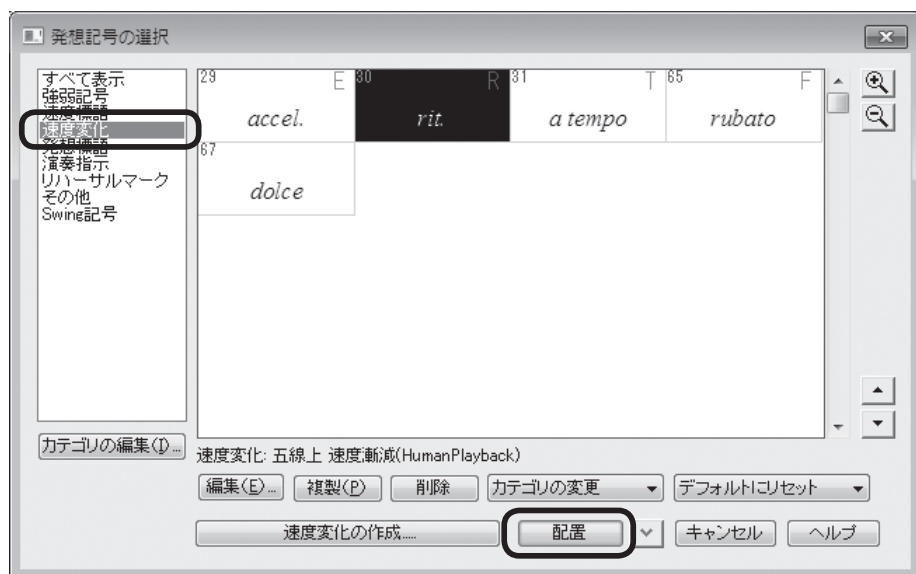 発想記号の選択
すべて表示
強弱記号
速度標語
速度変化
発想標語
演奏指示
リハーサルマーク
その他
Swing記号
29 E 30 R 31 T 65 F
accel. rit. a tempo rubato
67
dolce
カテゴリの編集(I)...
速度変化: 五線上 速度漸減(HumanPlayback)
編集(E)... 複製(P) 削除 カテゴリの変更 デフォルトにリセット
速度変化の作成.... 配置 キャンセル ヘルプ